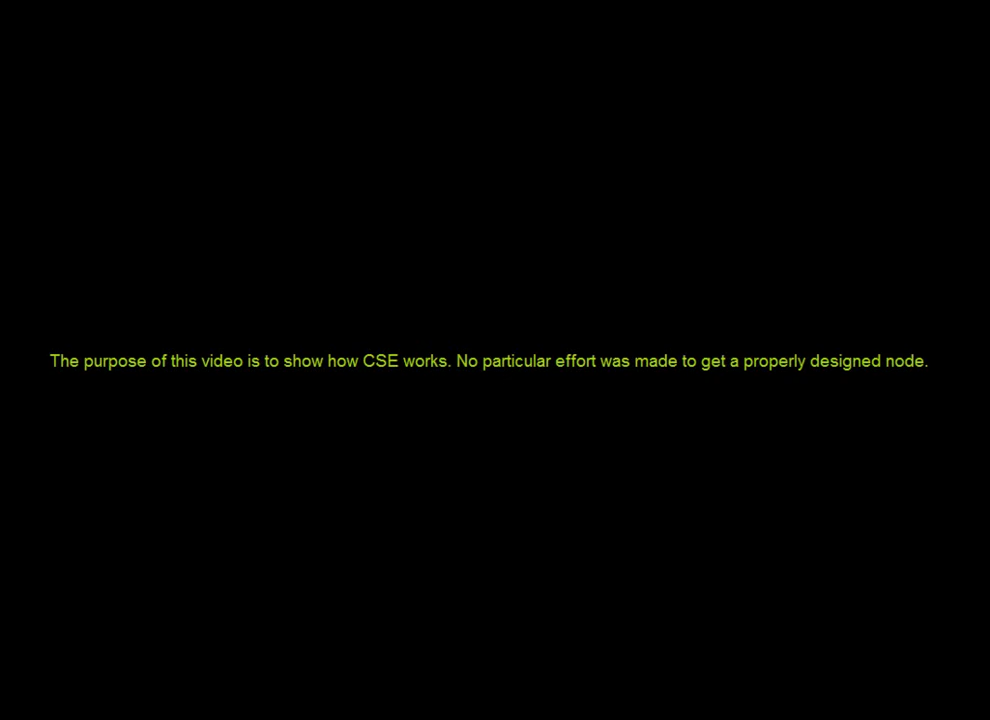 The purpose of this video is to show how CSE works. No particular effort was made to get a properly designed node.